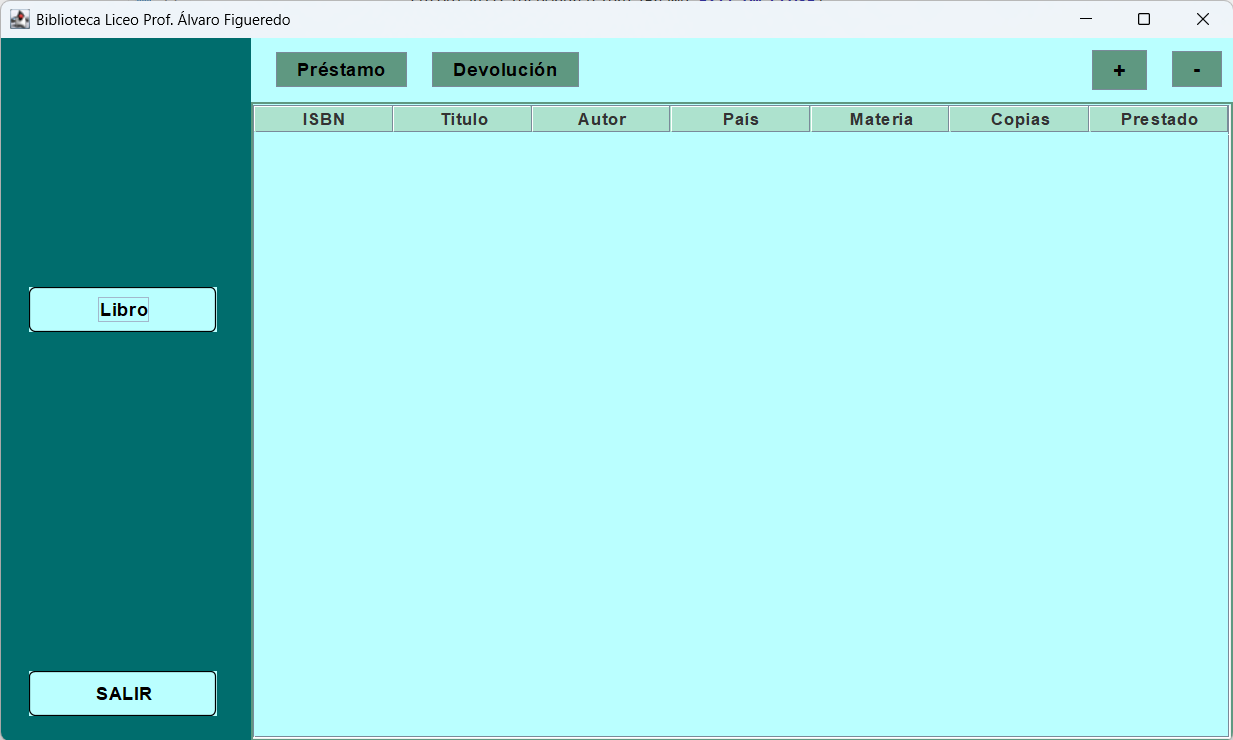 Biblioteca Liceo Prof. Álvaro Figueredo
Préstamo Devolución + -
ISBN Titulo Autor País Materia Copias Prestado
Libro
SALIR